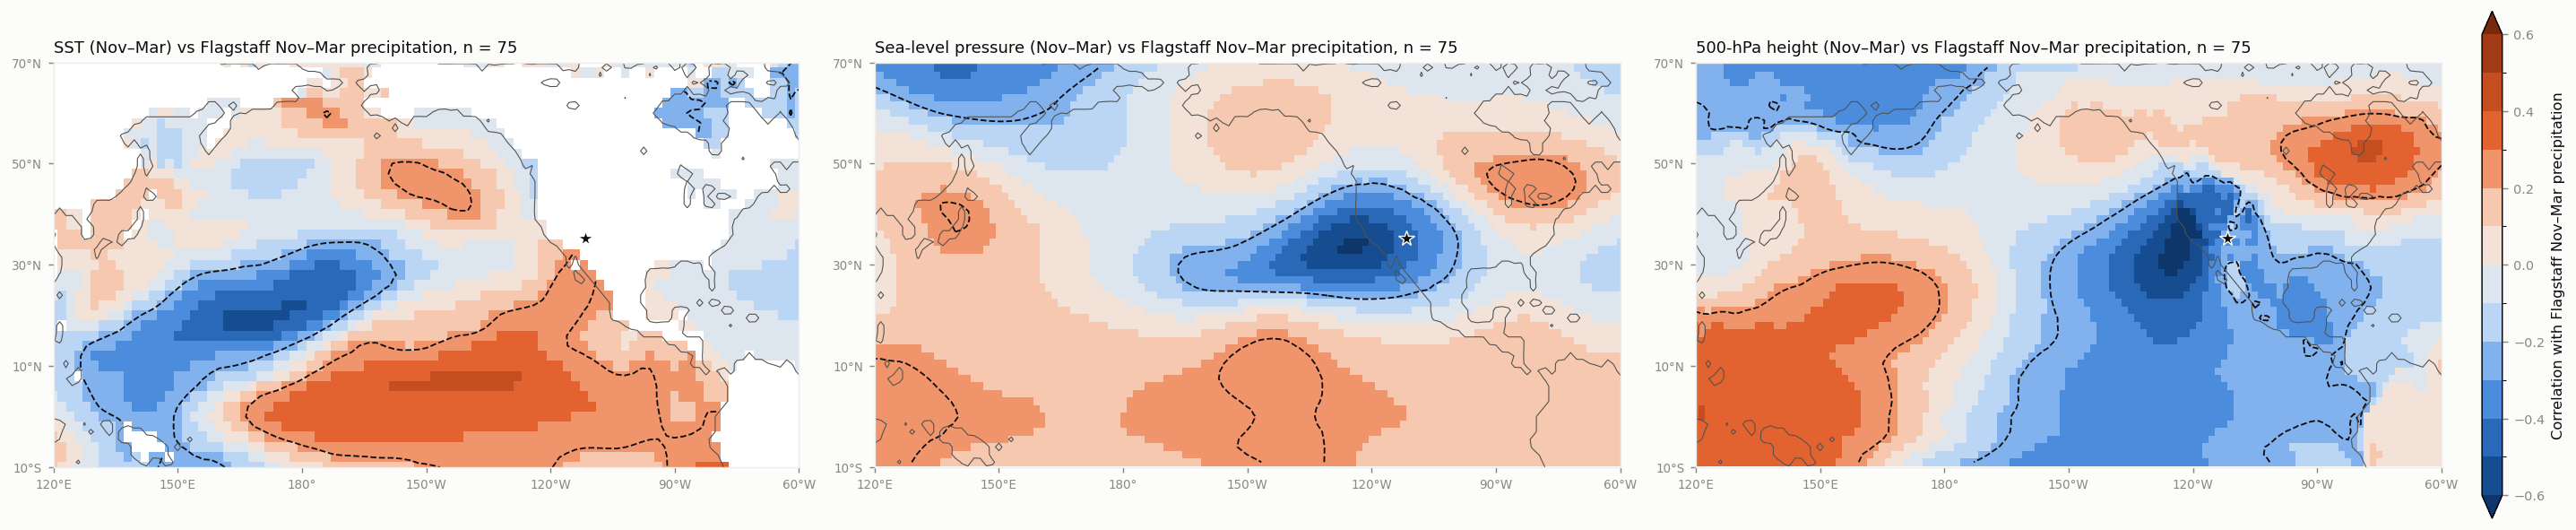 SST (Nov–Mar) vs Flagstaff Nov–Mar precipitation, n = 75
70°N
50°N
30°N
10°N
10°S
120°E
150°E
180°
150°W
120°W
90°W
60°W
Sea-level pressure (Nov–Mar) vs Flagstaff Nov–Mar precipitation, n = 75
70°N
50°N
30°N
10°N
10°S
120°E
150°E
180°
150°W
120°W
90°W
60°W
500-hPa height (Nov–Mar) vs Flagstaff Nov–Mar precipitation, n = 75
70°N
50°N
30°N
10°N
10°S
120°E
150°E
180°
150°W
120°W
90°W
60°W
0.6
0.4
0.2
0.0
−0.2
−0.4
−0.6
Correlation with Flagstaff Nov–Mar precipitation